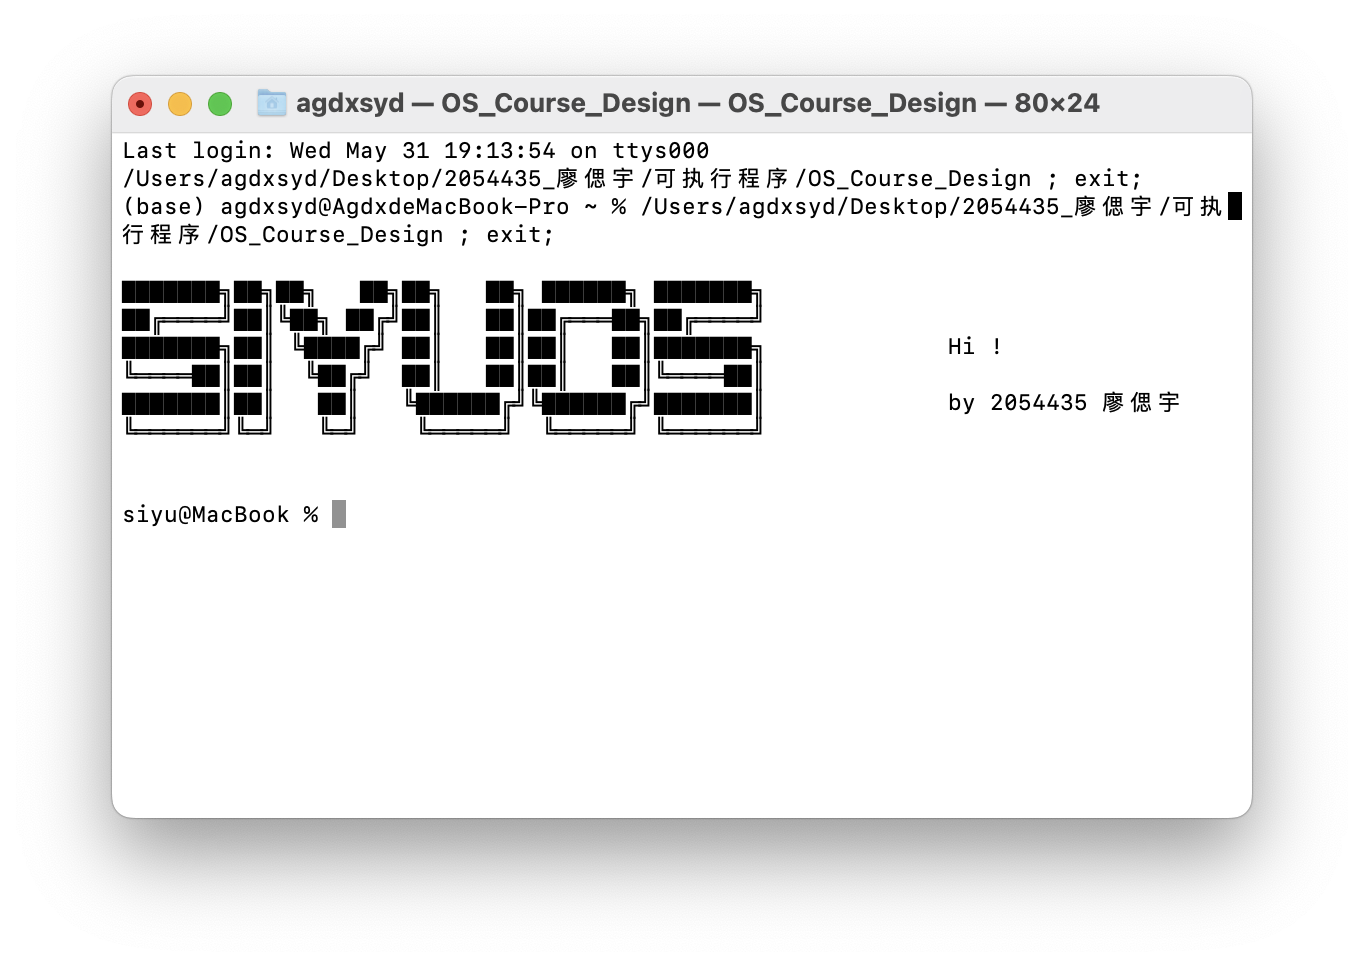 agdxsyd — OS_Course_Design — OS_Course_Design — 80×24
Last login: Wed May 31 19:13:54 on ttys000
/Users/agdxsyd/Desktop/2054435_廖偲宇/可执行程序/OS_Course_Design ; exit;
(base) agdxsyd@AgdxdeMacBook-Pro ~ % /Users/agdxsyd/Desktop/2054435_廖偲宇/可执
行程序/OS_Course_Design ; exit;
SIYUOS
Hi !
by 2054435 廖偲宇
siyu@MacBook %